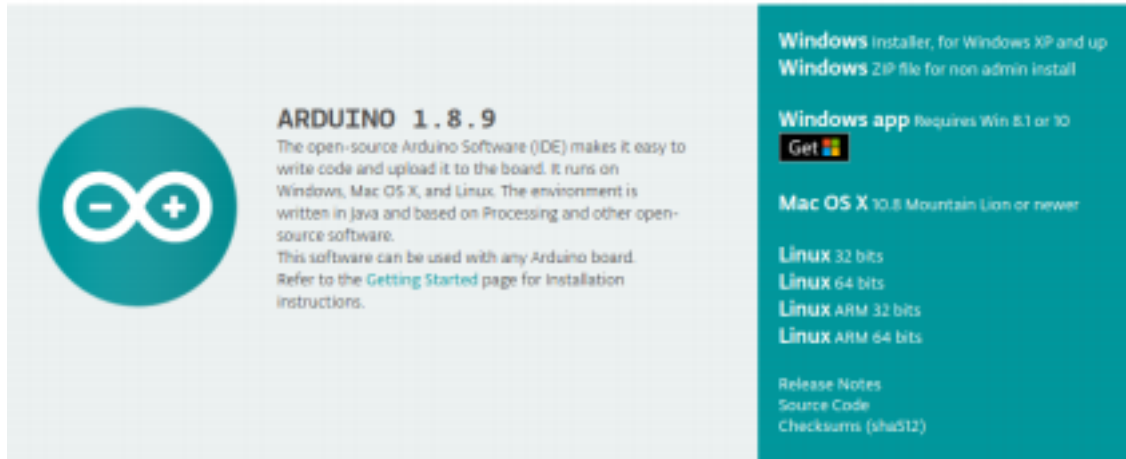 ARDUINO 1.8.9
The open-source Arduino Software (IDE) makes it easy to
write code and upload it to the board. It runs on
Windows, Mac OS X, and Linux. The environment is
written in Java and based on Processing and other open-
source software.
This software can be used with any Arduino board.
Refer to the Getting Started page for Installation
instructions.
Windows Installer, for Windows XP and up
Windows ZIP file for non admin install
Windows app Requires Win 8.1 or 10
Get
Mac OS X 10.8 Mountain Lion or newer
Linux 32 bits
Linux 64 bits
Linux ARM 32 bits
Linux ARM 64 bits
Release Notes
Source Code
Checksums (sha512)